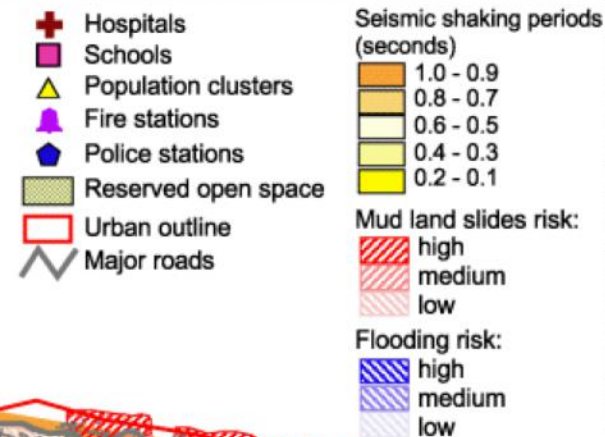 Hospitals
Schools
Population clusters
Fire stations
Police stations
Reserved open space
Urban outline
Major roads
Seismic shaking periods
(seconds)
1.0 - 0.9
0.8 - 0.7
0.6 - 0.5
0.4 - 0.3
0.2 - 0.1
Mud land slides risk:
high
medium
low
Flooding risk:
high
medium
low